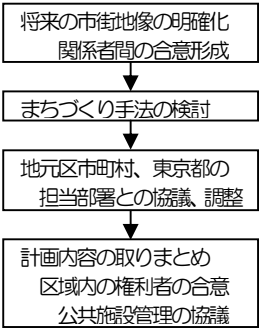 将来の市街地像の明確化
関係者間の合意形成
まちづくり手法の検討
地元区市町村、東京都の
担当部署との協議、調整
計画内容の取りまとめ
区域内の権利者の合意
公共施設管理の協議